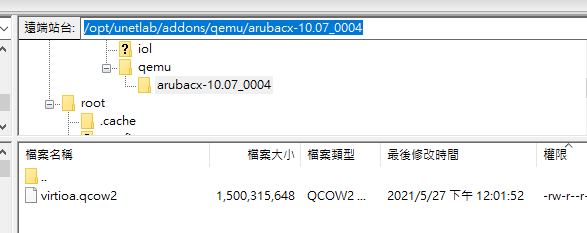 遠端站台: /opt/unetlab/addons/qemu/arubacx-10.07_0004
iol
qemu
arubacx-10.07_0004
root
.cache
檔案名稱 檔案大小 檔案類型 最後修改時間 權限
..
virtioa.qcow2 1,500,315,648 QCOW2 ... 2021/5/27 下午 12:01:52 -rw-r--r-